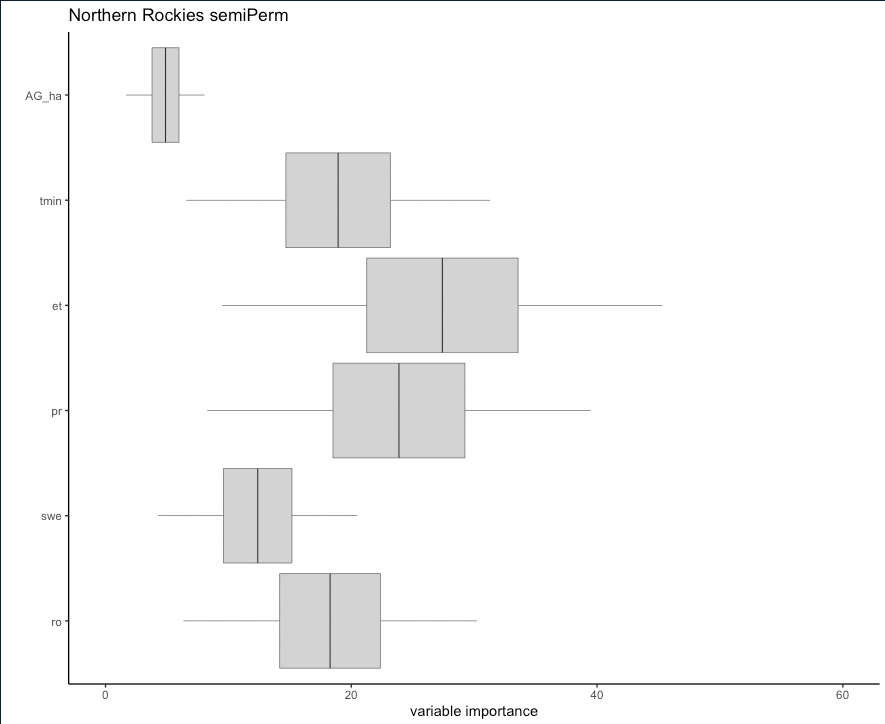 Northern Rockies semiPerm
AG_ha
tmin
et
pr
swe
ro
0 20 40 60
variable importance